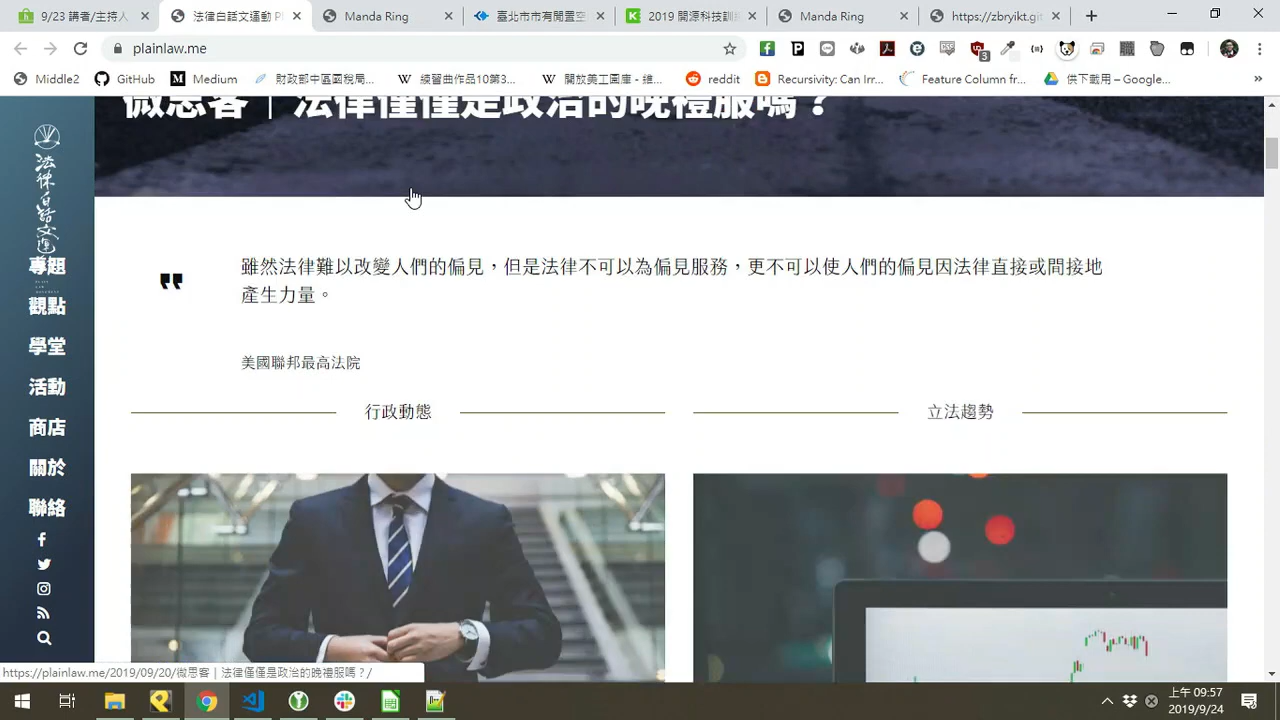 9/23 講者/主持人
法律白話文運動 P
Manda Ring
臺北市市有閒置空
2019 開源科技訓
Manda Ring
https://zbryikt.git
plainlaw.me
3
Middle2
GitHub
Medium
財政部中區國稅局...
練習曲作品10第3...
開放美工圖庫 - 維...
reddit
Recursivity: Can Irr...
Feature Column fr...
供下載用 – Google...
微思客｜法律僅僅是政治的晚禮服嗎？
法律白話文運動
專題
觀點
學堂
活動
商店
關於
聯絡
雖然法律難以改變人們的偏見，但是法律不可以為偏見服務，更不可以使人們的偏見因法律直接或間接地
產生力量。
美國聯邦最高法院
行政動態
立法趨勢
https://plainlaw.me/2019/09/20/微思客｜法律僅僅是政治的晚禮服嗎？/
上午 09:57
2019/9/24